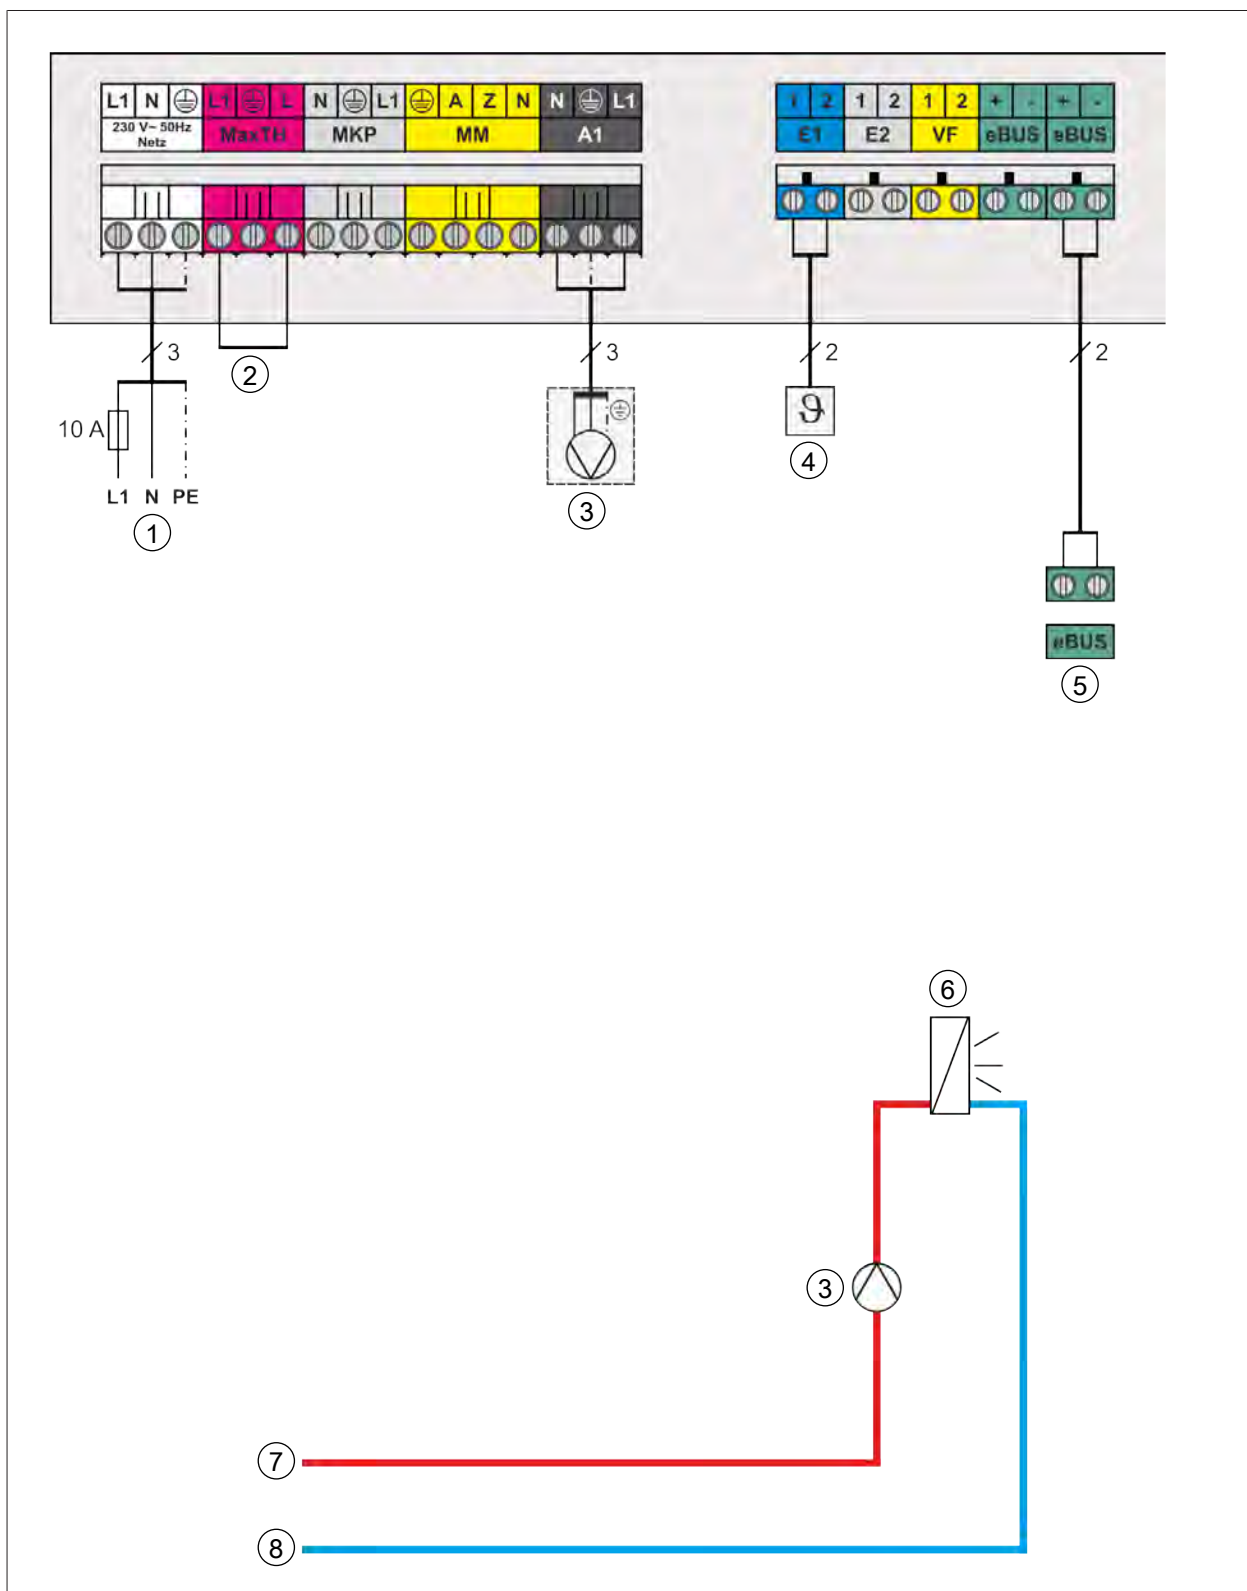 L1 N L1 L N L1 A Z N N L1
230 V~ 50Hz
Netz
MaxTH
MKP
MM
A1
1 2 1 2 1 2 + - + -
E1 E2 VF eBUS eBUS
3
2
3
2
2
10 A
L1 N PE
1
3
ϑ
4
eBUS
5
6
3
7
8